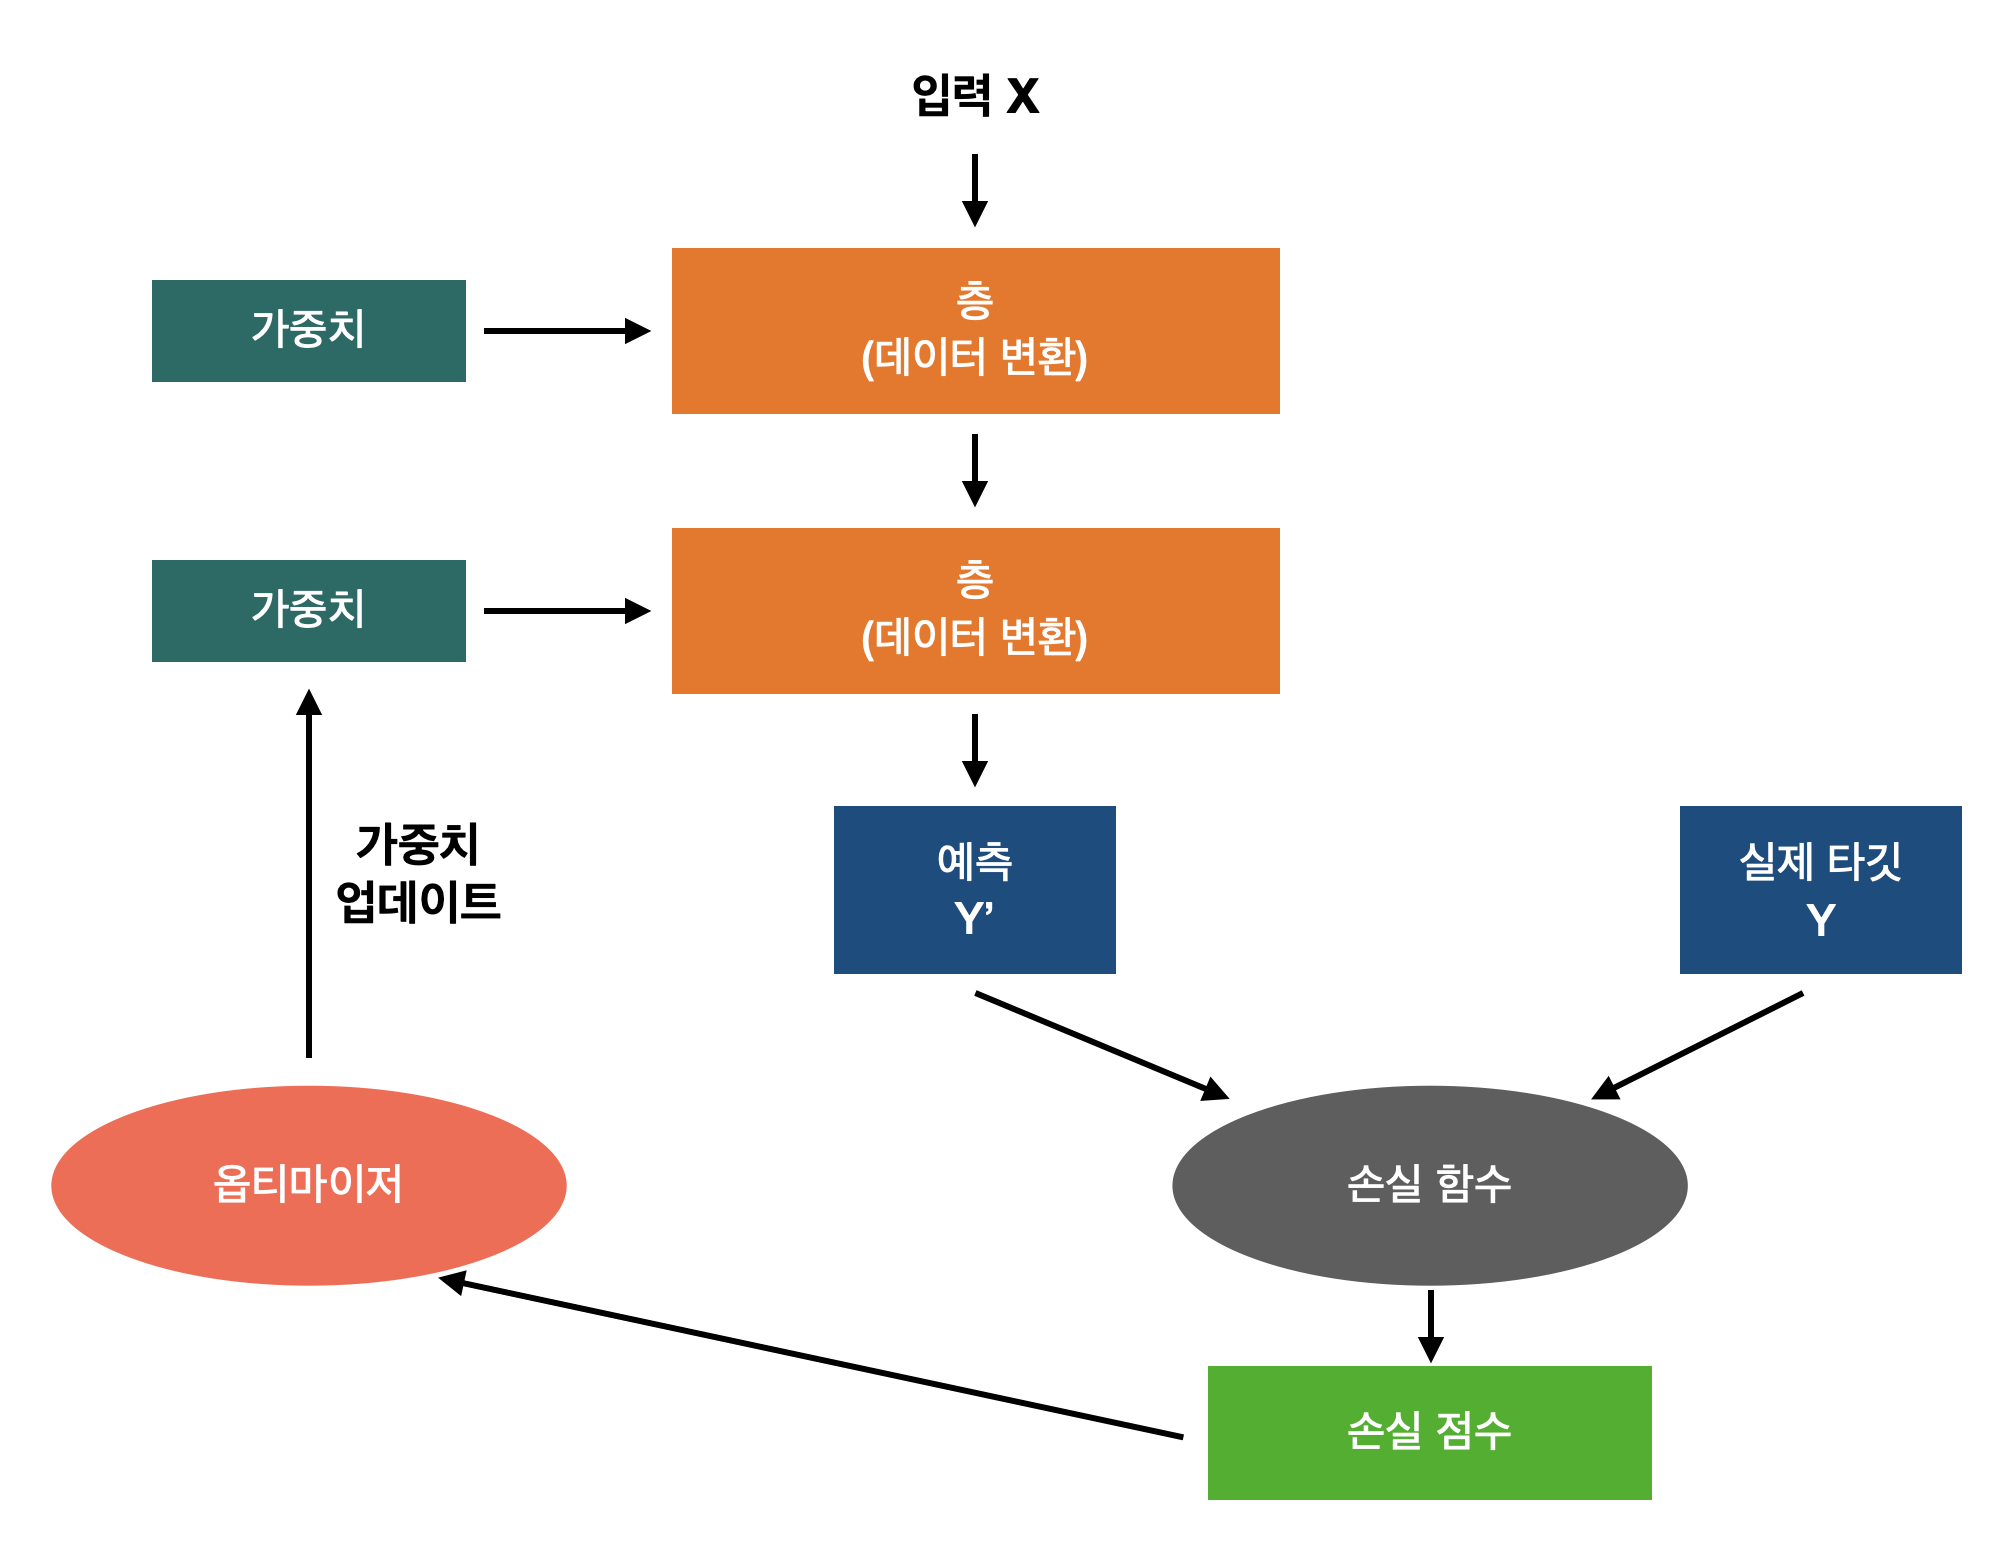 입력 X
가중치
층
(데이터 변환)
가중치
층
(데이터 변환)
가중치
업데이트
예측
Y’
실제 타깃
Y
옵티마이저
손실 함수
손실 점수